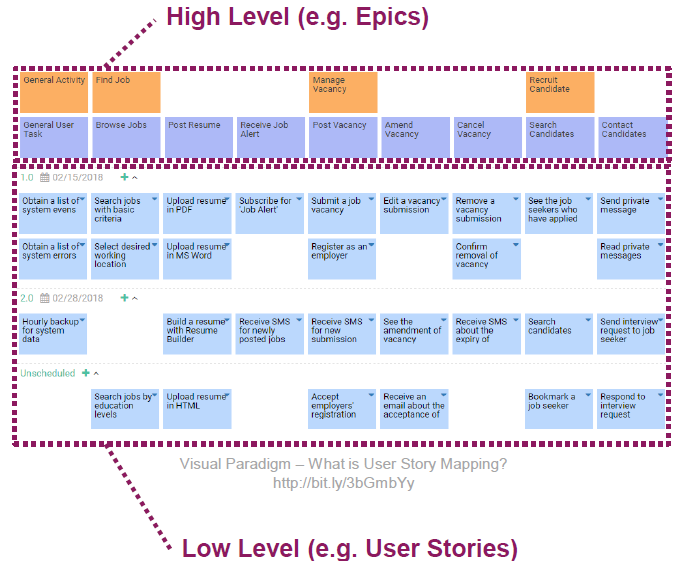 High Level (e.g. Epics)
General Activity
Find Job
Manage
Vacancy
Recruit
Candidate
General User
Task
Browse Jobs
Post Resume
Receive Job
Alert
Post Vacancy
Amend
Vacancy
Cancel
Vacancy
Search
Candidates
Contact
Candidates
1.0 02/15/2018
Obtain a list of
system evens
Search jobs
with basic
criteria
Upload resume
in PDF
Subscribe for
'Job Alert'
Submit a job
vacancy
Edit a vacancy
submission
Remove a
vacancy
submission
See the job
seekers who
have applied
Send private
message
Obtain a list of
system errors
Select desired
working
location
Upload resume
in MS Word
Register as an
employer
Confirm
removal of
vacancy
Read private
messages
2.0 02/28/2018
Hourly backup
for system
data
Build a resume
with Resume
Builder
Receive SMS
for newly
posted jobs
Receive SMS
for new
submission
See the
amendment of
vacancy
Receive SMS
about the
expiry of
Search
candidates
Send interview
request to job
seeker
Unscheduled
Search jobs by
education
levels
Upload resume
in HTML
Accept
employers'
registration
Receive an
email about the
acceptance of
Bookmark a
job seeker
Respond to
interview
request
Visual Paradigm – What is User Story Mapping?
http://bit.ly/3bGmbYy
Low Level (e.g. User Stories)